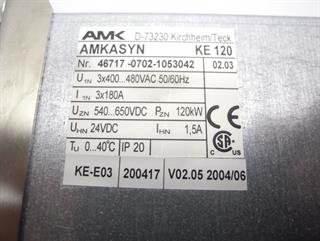 AMK D-73230 Kirchheim/Teck
AMKASYN KE 120
Nr. 46717 -0702-1053042 02.03
U1N 3x400...480VAC 50/60Hz
I1N 3x180A
UZN 540...650VDC PZN 120kW
UHN 24VDC IHN 1,5A
TU 0...40°C IP 20
CE
KE-E03 200417 V02.05 2004/06